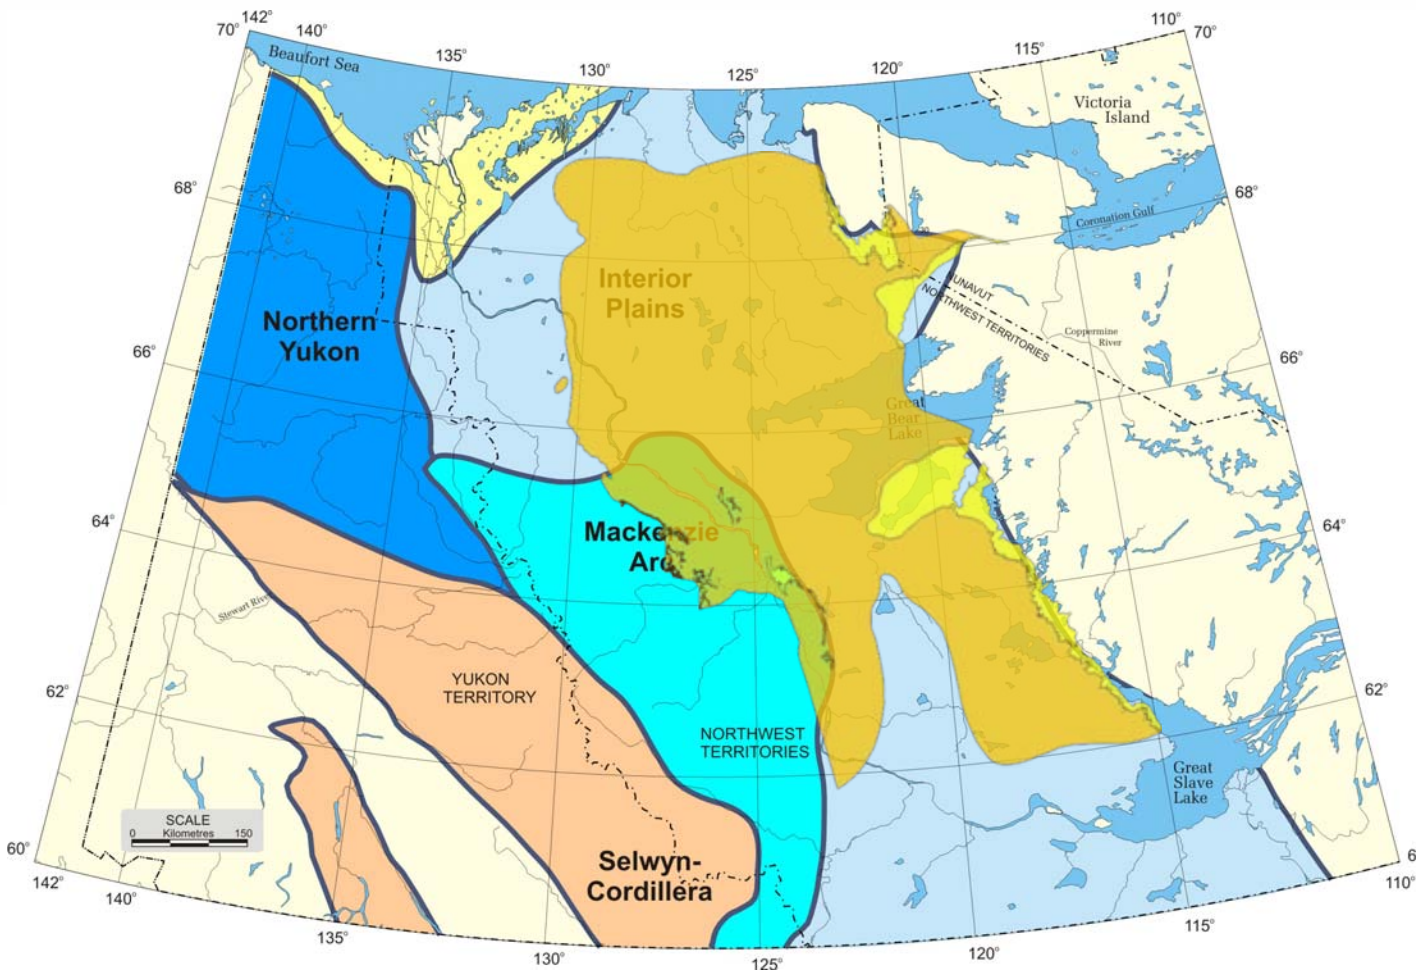 142°
140°
70°
Beaufort Sea
135°
130°
125°
120°
115°
110°
70°
Victoria
Island
68°
68°
Coronation Gulf
Interior
Plains
NUNAVUT
NORTHWEST TERRITORIES
Northern
Yukon
Coppermine
River
66°
66°
Great
Bear
Lake
64°
64°
Mackenzie
Arc
Stewart River
62°
62°
YUKON
TERRITORY
NORTHWEST
TERRITORIES
Great
Slave
Lake
SCALE
0 Kilometres 150
60°
Selwyn-
Cordillera
142°
140°
135°
130°
125°
120°
115°
110°